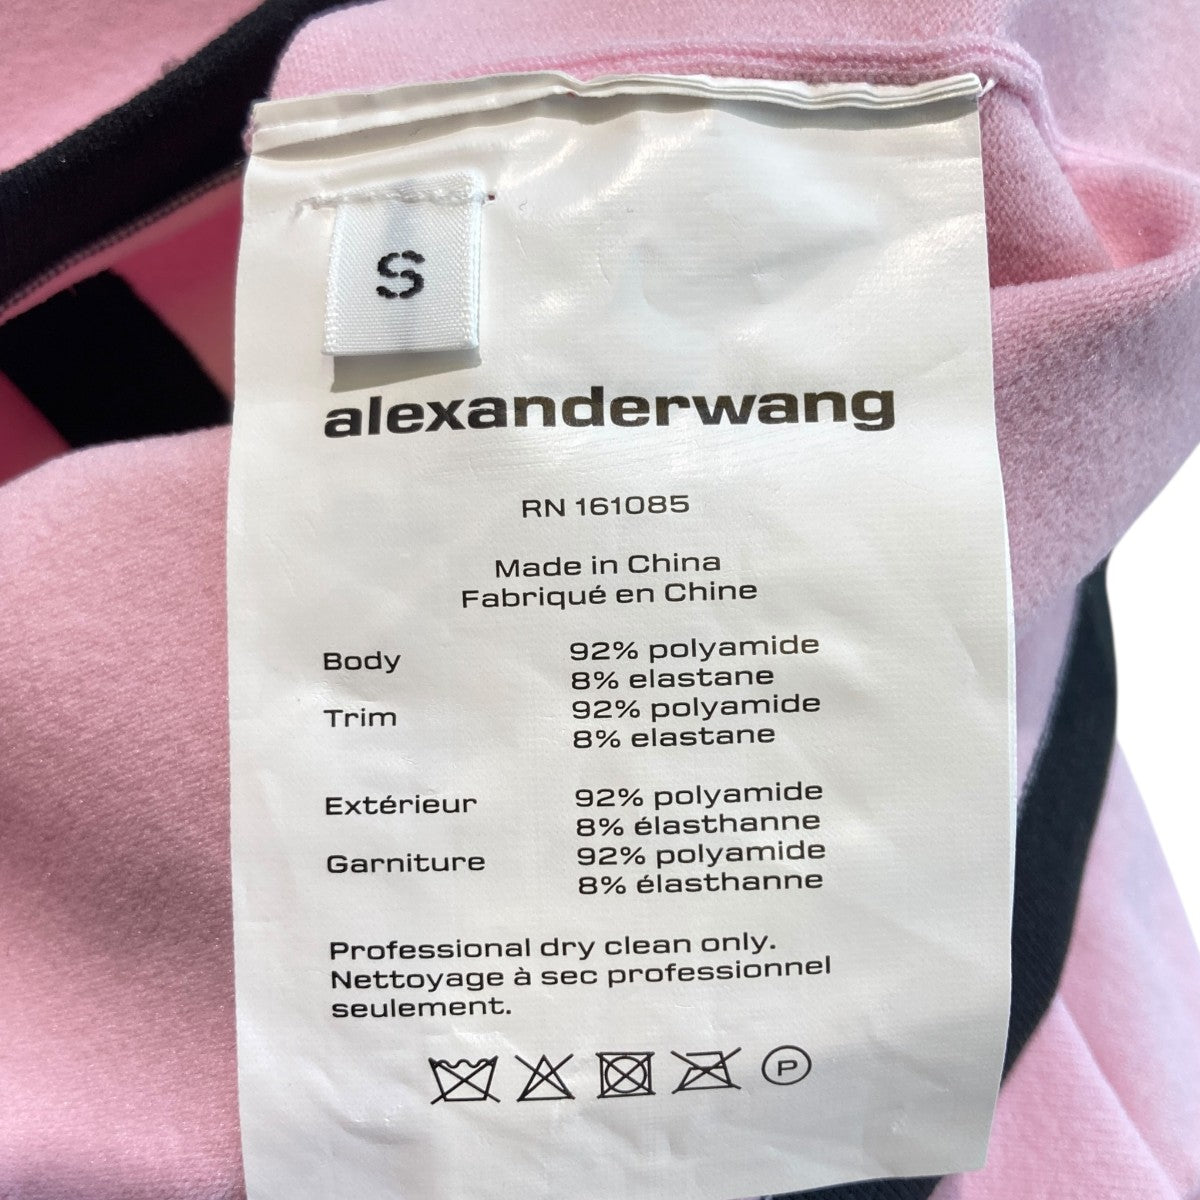 S
alexanderwang
RN 161085
Made in China
Fabriqué en Chine
Body 92% polyamide
8% elastane
Trim 92% polyamide
8% elastane
Extérieur 92% polyamide
8% élasthanne
Garniture 92% polyamide
8% élasthanne
Professional dry clean only.
Nettoyage à sec professionnel
seulement.
P